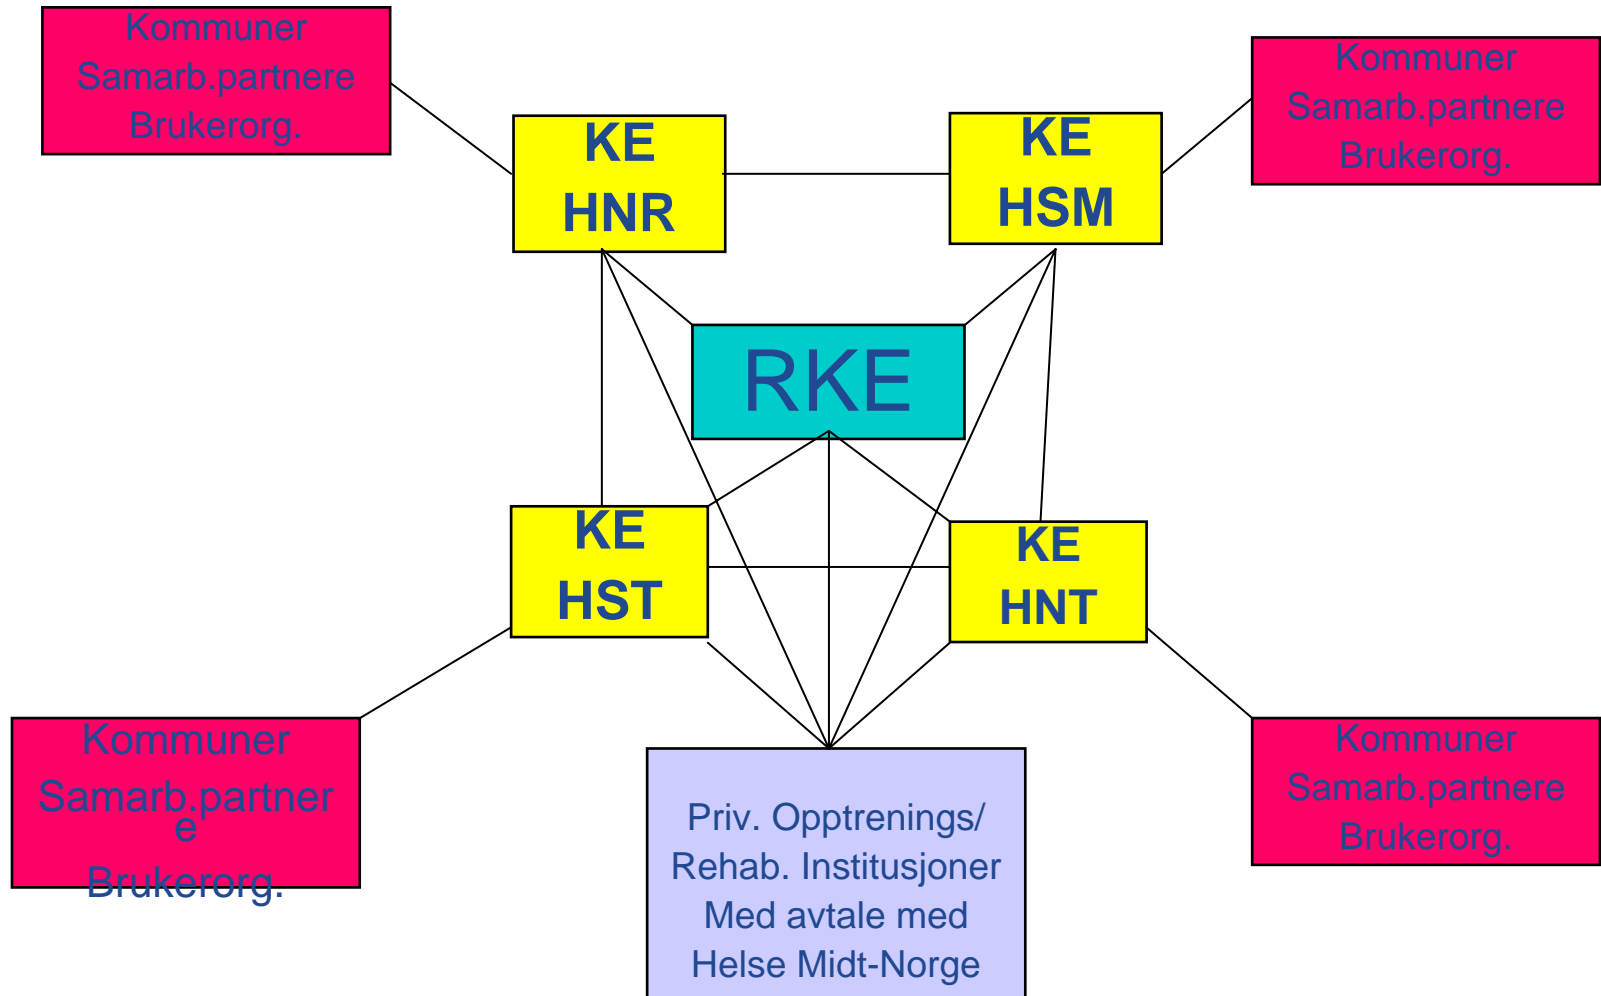 Kommuner
Samarb.partnere
Brukerorg.
KE
HNR
KE
HSM
Kommuner
Samarb.partnere
Brukerorg.
RKE
KE
HST
KE
HNT
Kommuner
Samarb.partner
e
Brukerorg.
Priv. Opptrenings/
Rehab. Institusjoner
Med avtale med
Helse Midt-Norge
Kommuner
Samarb.partnere
Brukerorg.